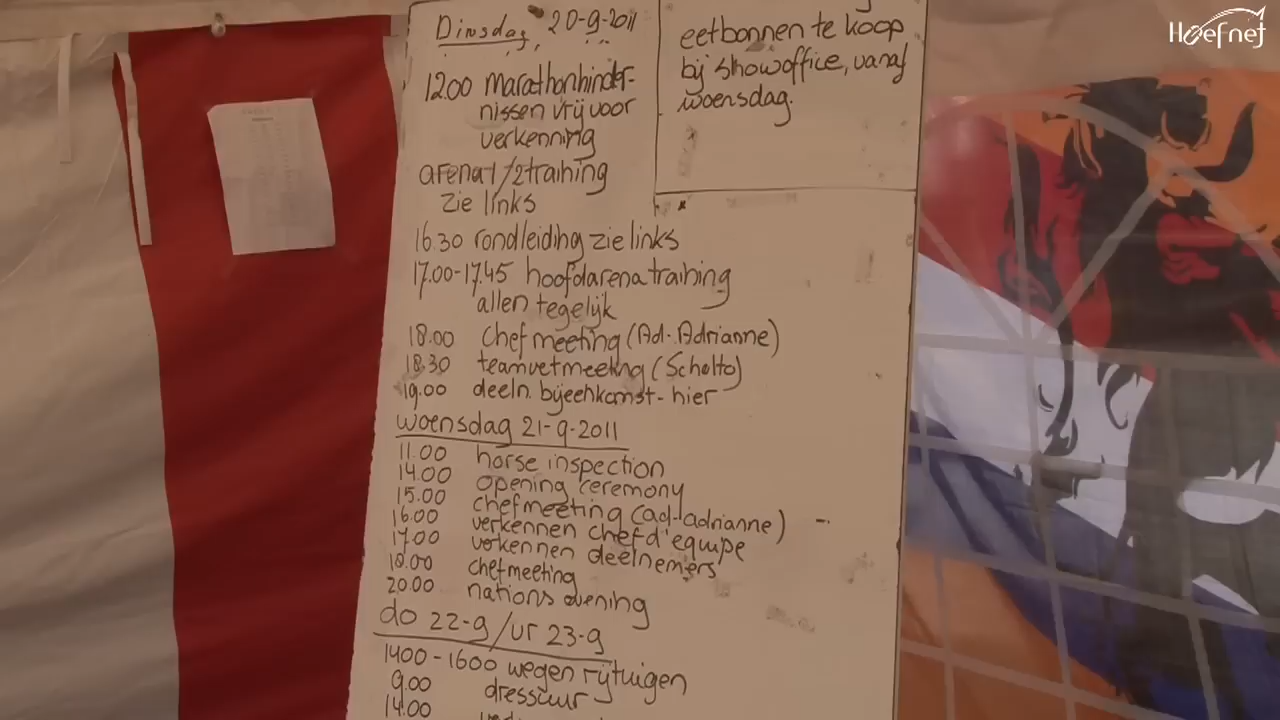 Dinsdag, 20-9-2011
12.00 marathonhinder-
nissen vrij voor
verkenning
arena 1/2 training
zie links
16.30 rondleiding zie links
17.00-17.45 hoofdarena training
allen tegelijk
18.00 chefmeeting (Ad-Adrianne)
18.30 teamvetmeeting (Scholto)
19.00 deeln. bijeenkomst-hier
woensdag 21-9-2011
11.00 horse inspection
14.00 opening ceremony
15.00 chefmeeting (ad-adrianne)
16.00 verkennen chef d'equipe
17.00 verkennen deelnemers
18.00 chefmeeting
20.00 nations evening
do 22-9/vr 23-9
1400-1600 wegen rijtuigen
9.00 dressuur
14.00
eetbonnen te koop
bij showoffice, vanaf
woensdag.
Hoefnet